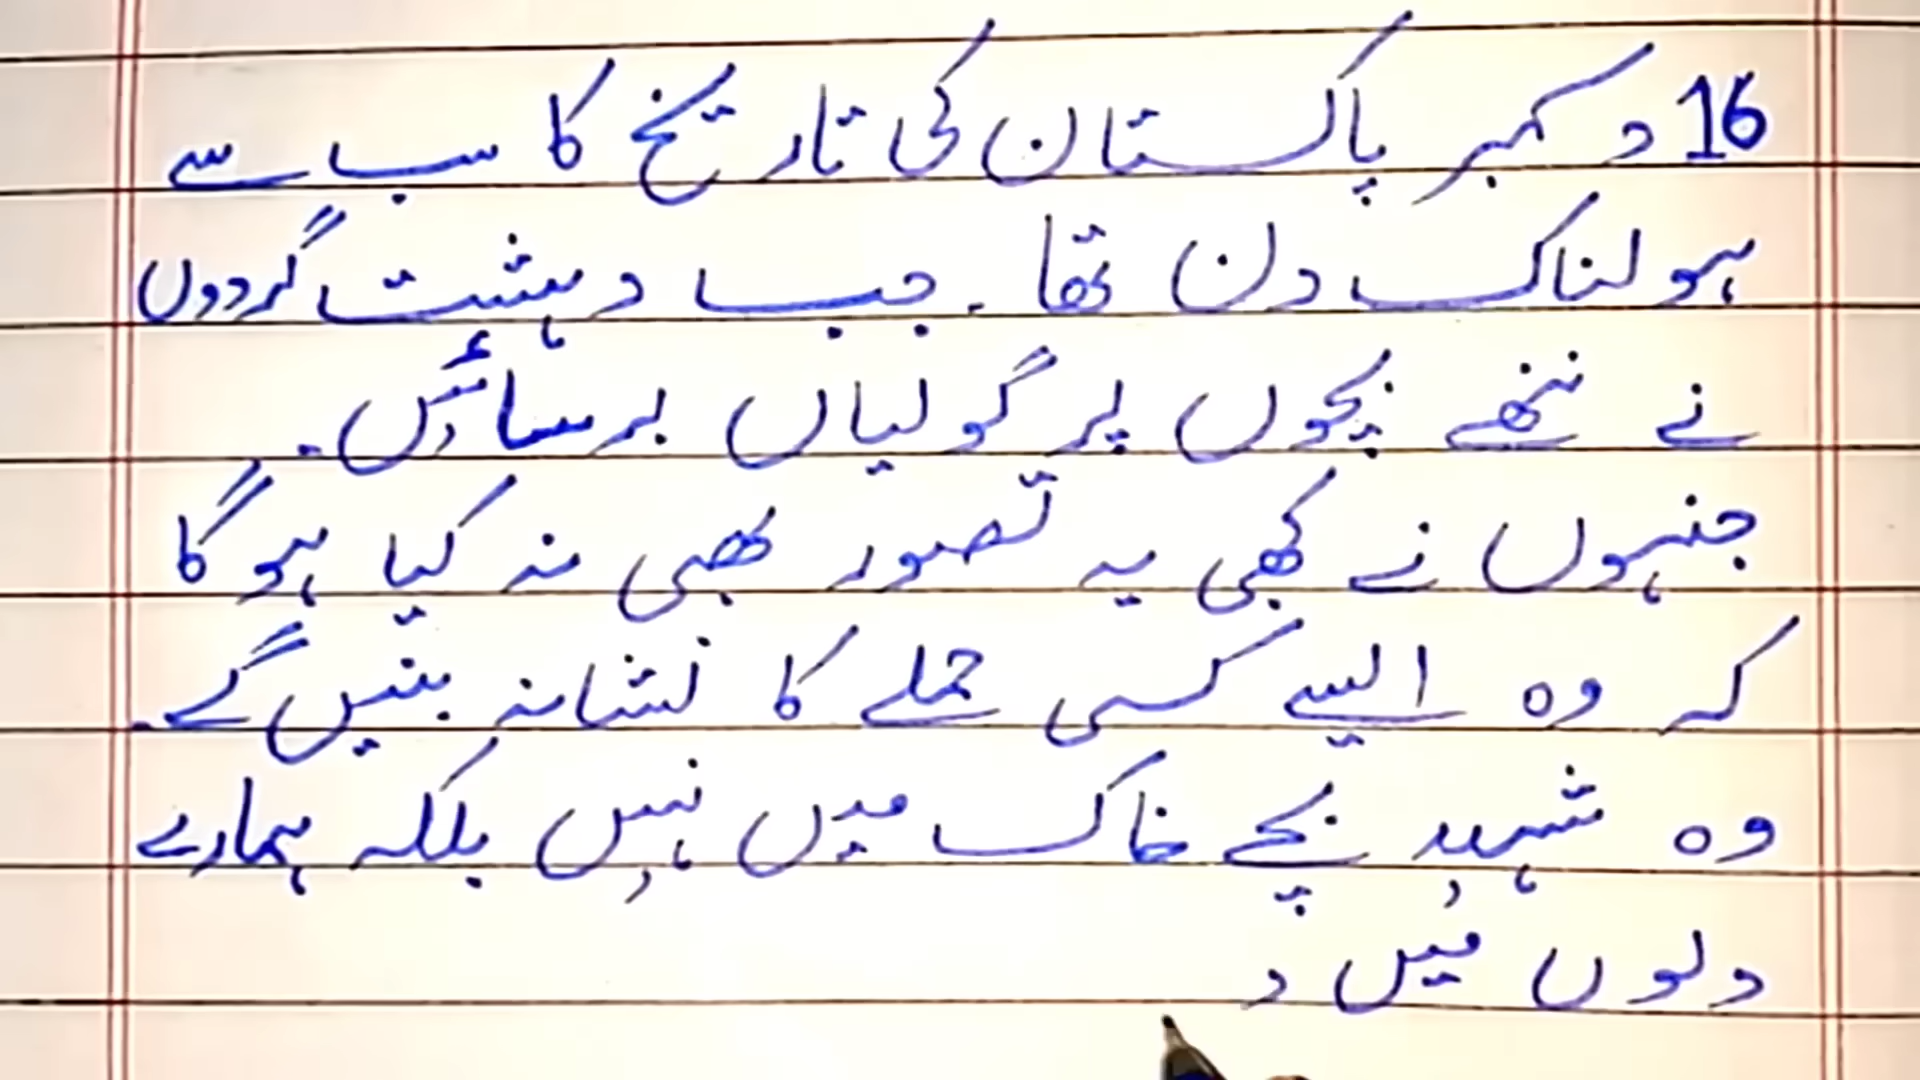 16 دسمبر پاکستان کی تاریخ کا سب سے
ہولناک دن تھا ۔ جب دہشت گردوں
نے ننھے بچوں پر گولیاں برسائیں ۔
جنہوں نے کبھی یہ تصور بھی نہ کیا ہو گا
کہ وہ ایسے کسی حملے کا نشانہ بنیں گے ۔
وہ شہید بچے خاک میں نہیں بلکہ ہمارے
دلوں میں د